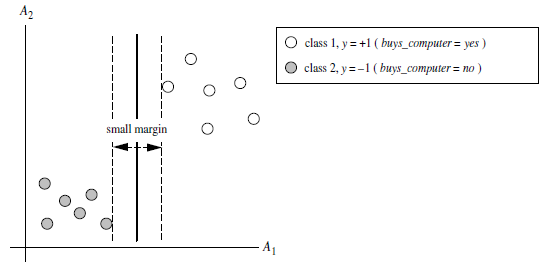 A2
class 1, y = +1 ( buys_computer = yes )
class 2, y = −1 ( buys_computer = no )
small margin
A1